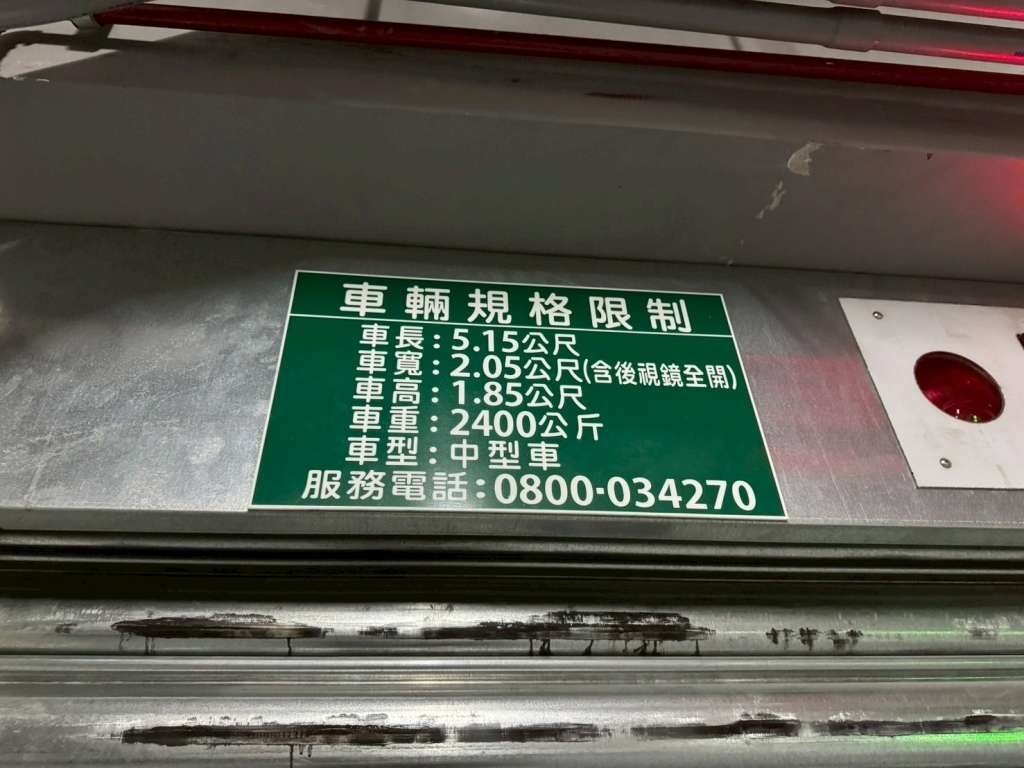 車輛規格限制
車長：5.15公尺
車寬：2.05公尺(含後視鏡全開)
車高：1.85公尺
車重：2400公斤
車型：中型車
服務電話：0800-034270